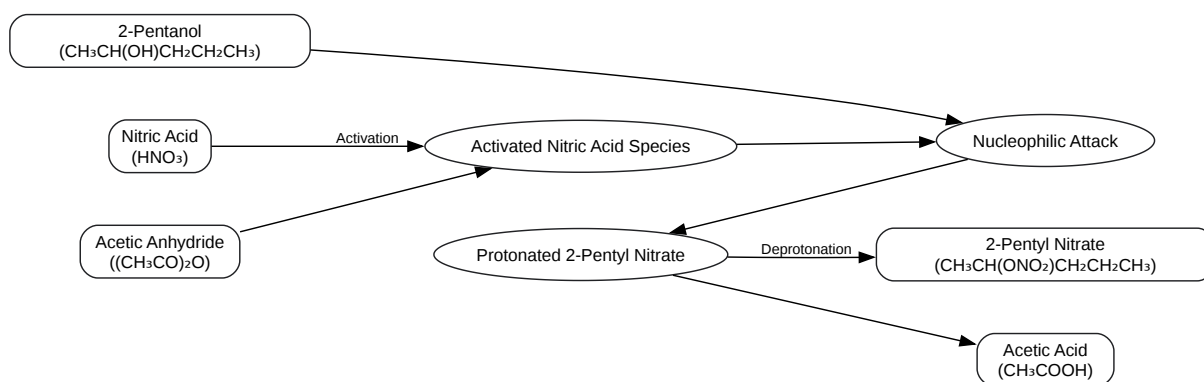 2-Pentanol
(CH₃CH(OH)CH₂CH₂CH₃)
Nitric Acid
(HNO₃)
Activation
Activated Nitric Acid Species
Nucleophilic Attack
Acetic Anhydride
((CH₃CO)₂O)
Protonated 2-Pentyl Nitrate
Deprotonation
2-Pentyl Nitrate
(CH₃CH(ONO₂)CH₂CH₂CH₃)
Acetic Acid
(CH₃COOH)